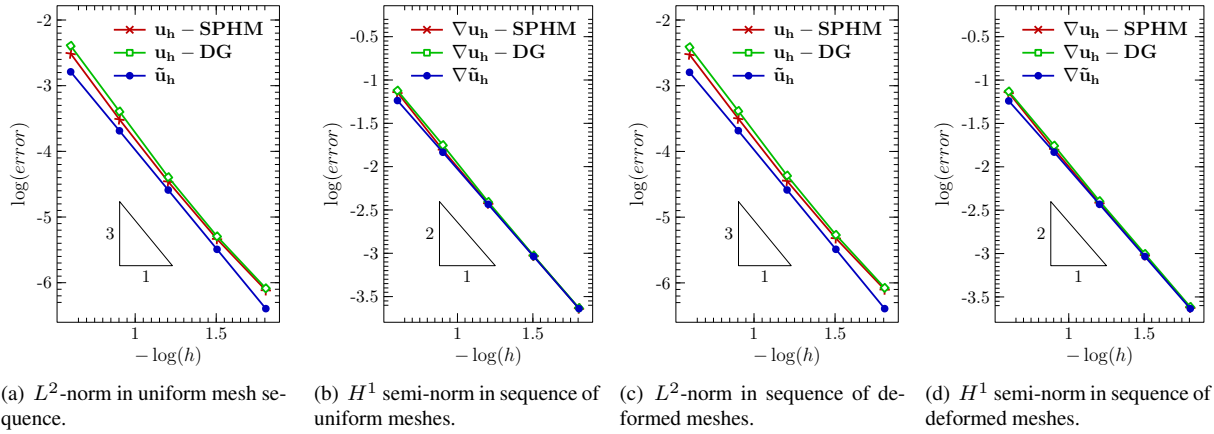 -2
-3
-4
-5
-6
1
1.5
log(error)
− log(h)
u_h − SPHM
u_h − DG
ũ_h
3
1
-0.5
-1
-1.5
-2
-2.5
-3
-3.5
1
1.5
log(error)
− log(h)
∇u_h − SPHM
∇u_h − DG
∇ũ_h
2
1
-2
-3
-4
-5
-6
1
1.5
log(error)
− log(h)
u_h − SPHM
u_h − DG
ũ_h
3
1
-0.5
-1
-1.5
-2
-2.5
-3
-3.5
1
1.5
log(error)
− log(h)
∇u_h − SPHM
∇u_h − DG
∇ũ_h
2
1
(a) L²-norm in uniform mesh se-
quence.
(b) H¹ semi-norm in sequence of
uniform meshes.
(c) L²-norm in sequence of de-
formed meshes.
(d) H¹ semi-norm in sequence of
deformed meshes.